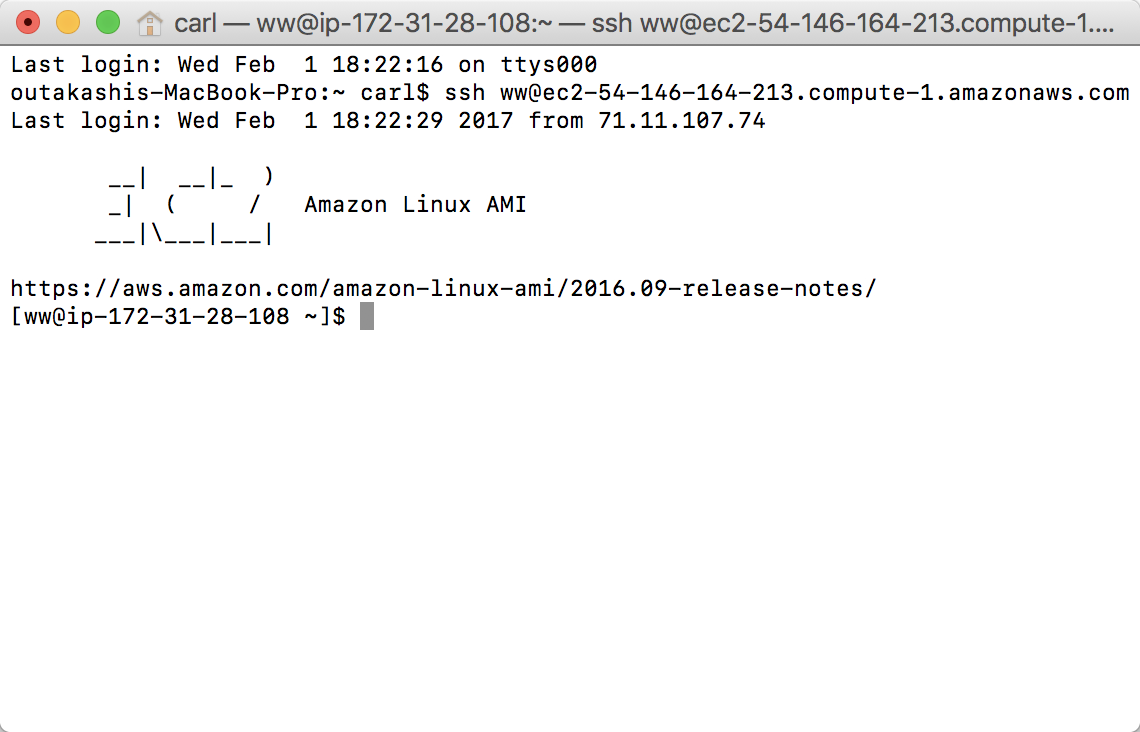 carl — ww@ip-172-31-28-108:~ — ssh ww@ec2-54-146-164-213.compute-1....
Last login: Wed Feb  1 18:22:16 on ttys000
outakashis-MacBook-Pro:~ carl$ ssh ww@ec2-54-146-164-213.compute-1.amazonaws.com
Last login: Wed Feb  1 18:22:29 2017 from 71.11.107.74

       __|  __|_  )
       _|  (     /   Amazon Linux AMI
      ___|\___|___|

https://aws.amazon.com/amazon-linux-ami/2016.09-release-notes/
[ww@ip-172-31-28-108 ~]$